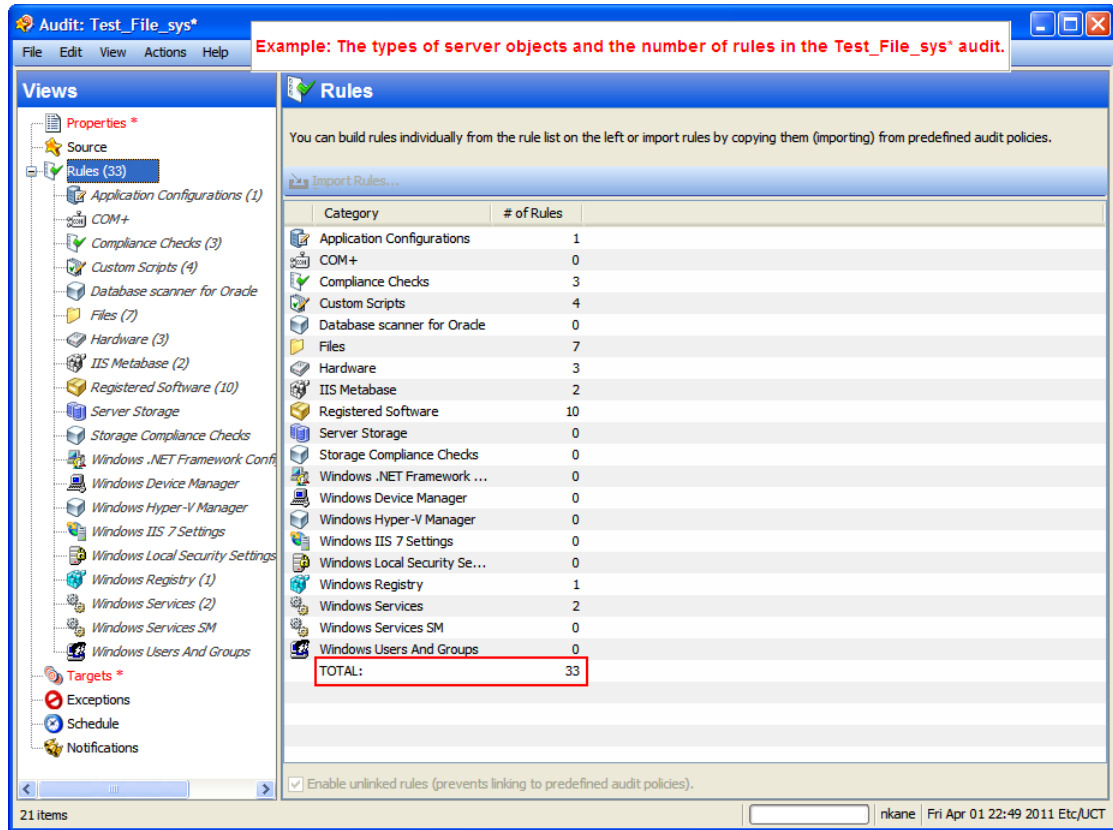 Audit: Test_File_sys*
File Edit View Actions Help
Example: The types of server objects and the number of rules in the Test_File_sys* audit.
Views
Properties *
Source
Rules (33)
Application Configurations (1)
COM+
Compliance Checks (3)
Custom Scripts (4)
Database scanner for Oracle
Files (7)
Hardware (3)
IIS Metabase (2)
Registered Software (10)
Server Storage
Storage Compliance Checks
Windows .NET Framework Confi
Windows Device Manager
Windows Hyper-V Manager
Windows IIS 7 Settings
Windows Local Security Settings
Windows Registry (1)
Windows Services (2)
Windows Services SM
Windows Users And Groups
Targets *
Exceptions
Schedule
Notifications
Rules
You can build rules individually from the rule list on the left or import rules by copying them (importing) from predefined audit policies.
Import Rules...
Category # of Rules
Application Configurations 1
COM+ 0
Compliance Checks 3
Custom Scripts 4
Database scanner for Oracle 0
Files 7
Hardware 3
IIS Metabase 2
Registered Software 10
Server Storage 0
Storage Compliance Checks 0
Windows .NET Framework ... 0
Windows Device Manager 0
Windows Hyper-V Manager 0
Windows IIS 7 Settings 0
Windows Local Security Se... 0
Windows Registry 1
Windows Services 2
Windows Services SM 0
Windows Users And Groups 0
TOTAL: 33
Enable unlinked rules (prevents linking to predefined audit policies).
21 items
nkane Fri Apr 01 22:49 2011 Etc/UCT